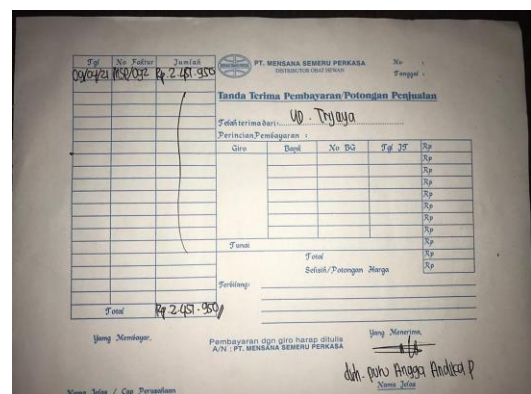 Tgl No Faktur Jumlah
09/04/21 MSP/092 Rp. 2.451.950
Total Rp. 2.451.950
Yang Membayar,
Nama Jelas / Cap Perusahaan
PT. MENSANA SEMERU PERKASA
DISTRIBUTOR OBAT HEWAN
No :
Tanggal :
Tanda Terima Pembayaran/Potongan Penjualan
Telah terima dari: UD. Trijaya
Perincian Pembayaran :
Giro Bank No BG Tgl JT Rp
Rp
Rp
Rp
Rp
Rp
Rp
Tunai Rp
Total Rp
Selisih/Potongan Harga Rp
Terbilang:
Pembayaran dgn giro harap ditulis
A/N : PT. MENSANA SEMERU PERKASA
Yang Menerima,
Angga Andika P
Nama Jelas